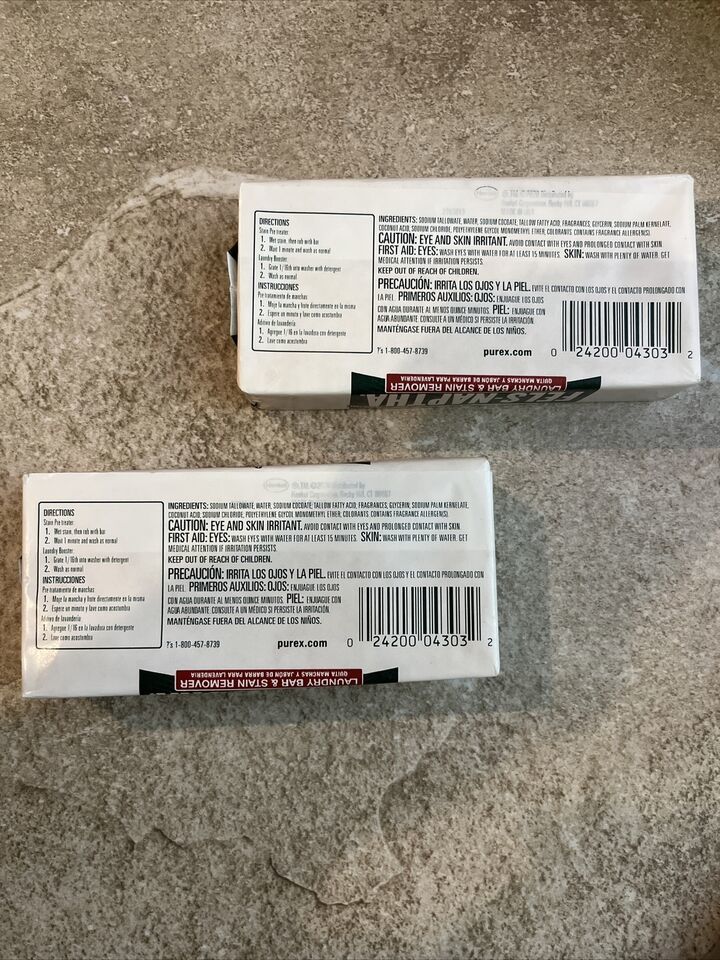 DIRECTIONS
Stain Pre treater
1. Wet stain, then rub with bar
2. Wait 1 minute and wash as normal
Laundry Booster
1. Grate 1/16th into washer with detergent
2. Wash as normal
INSTRUCCIONES
Pre tratamiento de manchas
1. Moje la mancha y frote directamente en la misma
2. Espere un minuto y lave como acostumbra
Aditivo de lavandería
1. Agregue 1/16 en la lavadora con detergente
2. Lave como acostumbra
INGREDIENTS: SODIUM TALLOWATE, WATER, SODIUM COCOATE, TALLOW FATTY ACID, FRAGRANCES, GLYCERIN, SODIUM PALM KERNELATE,
COCONUT ACID, SODIUM CHLORIDE, POLYETHYLENE GLYCOL MONOMETHYL ETHER, COLORANTS. CONTAINS FRAGRANCE ALLERGEN(S).
CAUTION: EYE AND SKIN IRRITANT. AVOID CONTACT WITH EYES AND PROLONGED CONTACT WITH SKIN
FIRST AID: EYES: WASH EYES WITH WATER FOR AT LEAST 15 MINUTES. SKIN: WASH WITH PLENTY OF WATER. GET
MEDICAL ATTENTION IF IRRITATION PERSISTS.
KEEP OUT OF REACH OF CHILDREN.
PRECAUCIÓN: IRRITA LOS OJOS Y LA PIEL. EVITE EL CONTACTO CON LOS OJOS Y EL CONTACTO PROLONGADO CON
LA PIEL. PRIMEROS AUXILIOS: OJOS: ENJUAGUE LOS OJOS
CON AGUA DURANTE AL MENOS QUINCE MINUTOS. PIEL: ENJUAGUE CON
AGUA ABUNDANTE. CONSULTE A UN MÉDICO SI PERSISTE LA IRRITACIÓN.
MANTÉNGASE FUERA DEL ALCANCE DE LOS NIÑOS.
?'s 1-800-457-8739 purex.com 0 24200 04303 2
QUITA MANCHAS Y JABÓN DE BARRA PARA LAVANDERIA
LAUNDRY BAR & STAIN REMOVER
FELS-NAPTHA
DIRECTIONS
Stain Pre treater
1. Wet stain, then rub with bar
2. Wait 1 minute and wash as normal
Laundry Booster
1. Grate 1/16th into washer with detergent
2. Wash as normal
INSTRUCCIONES
Pre-tratamiento de manchas
1. Moje la mancha y frote directamente en la misma
2. Espere un minuto y lave como acostumbra
Aditivo de lavandería
1. Agregue 1/16 en la lavadora con detergente
2. Lave como acostumbra
INGREDIENTS: SODIUM TALLOWATE, WATER, SODIUM COCOATE, TALLOW FATTY ACID, FRAGRANCES, GLYCERIN, SODIUM PALM KERNELATE,
COCONUT ACID, SODIUM CHLORIDE, POLYETHYLENE GLYCOL MONOMETHYL ETHER, COLORANTS. CONTAINS FRAGRANCE ALLERGEN(S).
CAUTION: EYE AND SKIN IRRITANT. AVOID CONTACT WITH EYES AND PROLONGED CONTACT WITH SKIN
FIRST AID: EYES: WASH EYES WITH WATER FOR AT LEAST 15 MINUTES. SKIN: WASH WITH PLENTY OF WATER. GET
MEDICAL ATTENTION IF IRRITATION PERSISTS.
KEEP OUT OF REACH OF CHILDREN.
PRECAUCIÓN: IRRITA LOS OJOS Y LA PIEL. EVITE EL CONTACTO CON LOS OJOS Y EL CONTACTO PROLONGADO CON
LA PIEL. PRIMEROS AUXILIOS: OJOS: ENJUAGUE LOS OJOS
CON AGUA DURANTE AL MENOS QUINCE MINUTOS. PIEL: ENJUAGUE CON
AGUA ABUNDANTE. CONSULTE A UN MÉDICO SI PERSISTE LA IRRITACIÓN.
MANTÉNGASE FUERA DEL ALCANCE DE LOS NIÑOS.
?'s 1-800-457-8739 purex.com 0 24200 04303 2
QUITA MANCHAS Y JABÓN DE BARRA PARA LAVANDERIA
LAUNDRY BAR & STAIN REMOVER